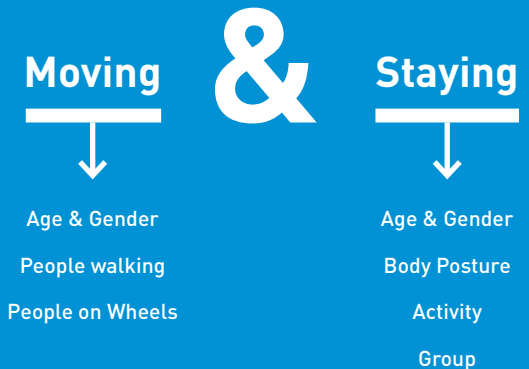 Moving
&
Staying
Age & Gender
People walking
People on Wheels
Age & Gender
Body Posture
Activity
Group